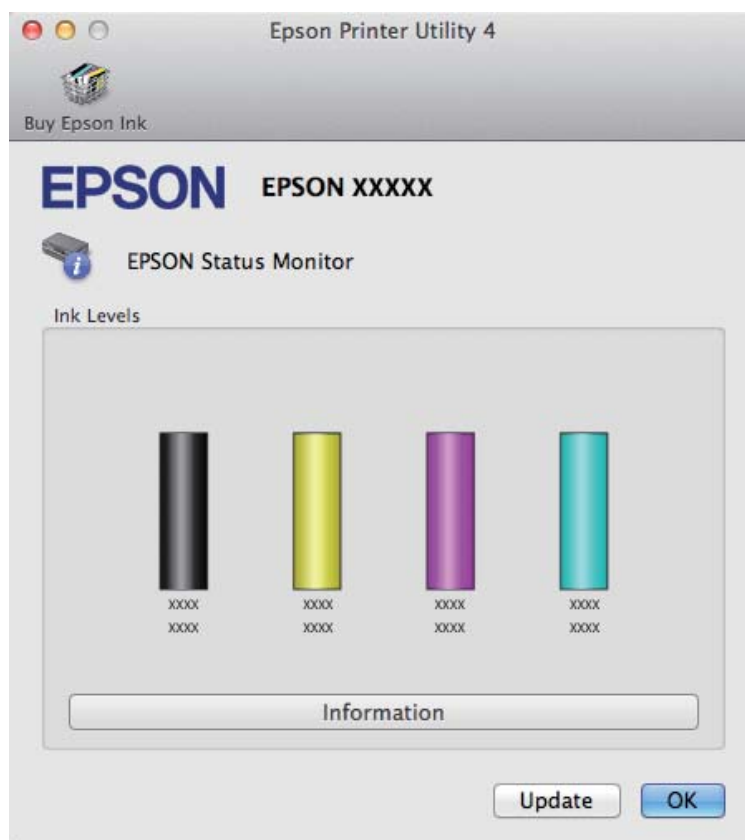 Epson Printer Utility 4
Buy Epson Ink
EPSON EPSON XXXXX
EPSON Status Monitor
Ink Levels
xxxx xxxx xxxx xxxx
xxxx xxxx xxxx xxxx
Information
Update OK